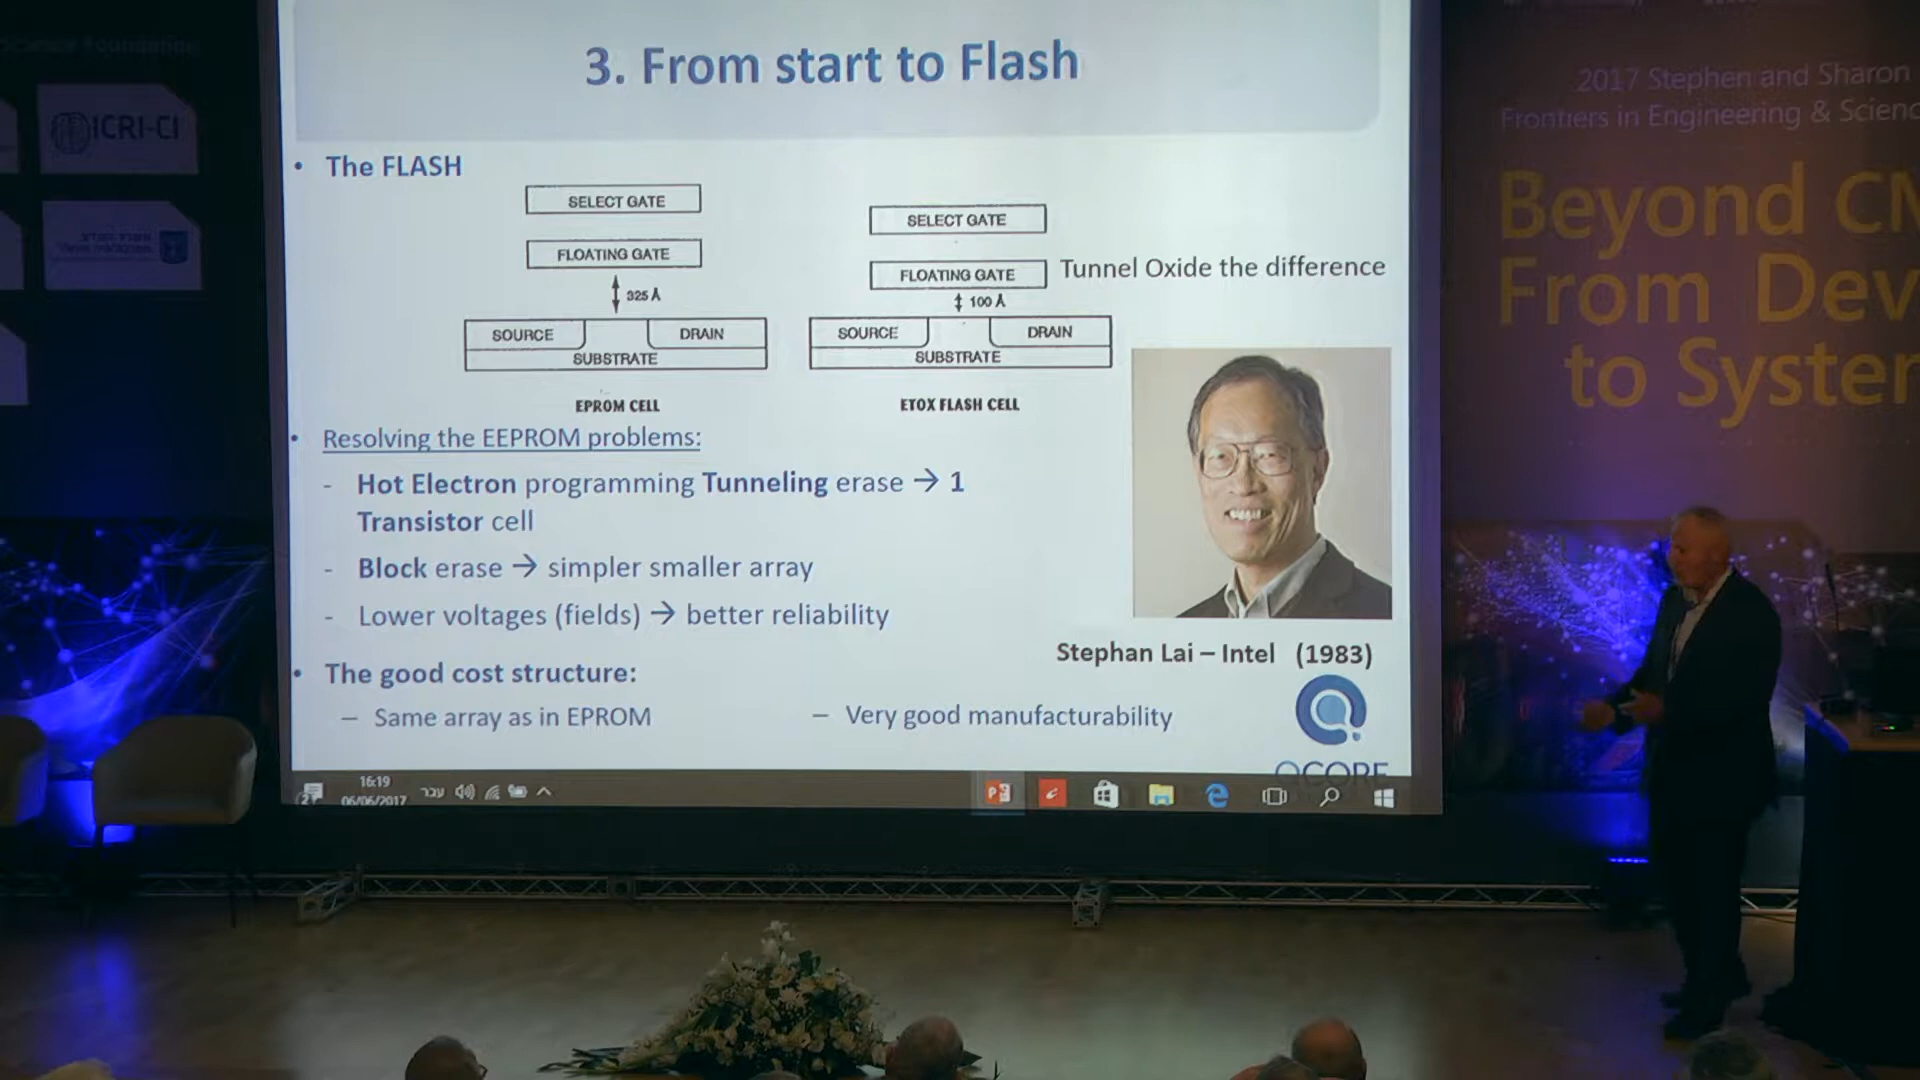 3. From start to Flash
• The FLASH
SELECT GATE
FLOATING GATE
325 Å
SOURCE
DRAIN
SUBSTRATE
EPROM CELL
SELECT GATE
FLOATING GATE
Tunnel Oxide the difference
100 Å
SOURCE
DRAIN
SUBSTRATE
ETOX FLASH CELL
• Resolving the EEPROM problems:
- Hot Electron programming Tunneling erase → 1
Transistor cell
- Block erase → simpler smaller array
- Lower voltages (fields) → better reliability
Stephan Lai – Intel (1983)
• The good cost structure:
– Same array as in EPROM
– Very good manufacturability
QCORE
16:19
06/06/2017
עבר
ICRI-CI
2017 Stephen and Sharon
Frontiers in Engineering & Scienc
Beyond CM
From Dev
to System